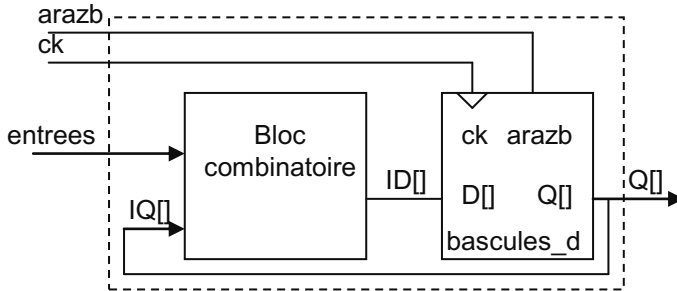 arazb
ck
entrees
Bloc
combinatoire
IQ[]
ID[]
ck arazb
D[] Q[]
bascules_d
Q[]